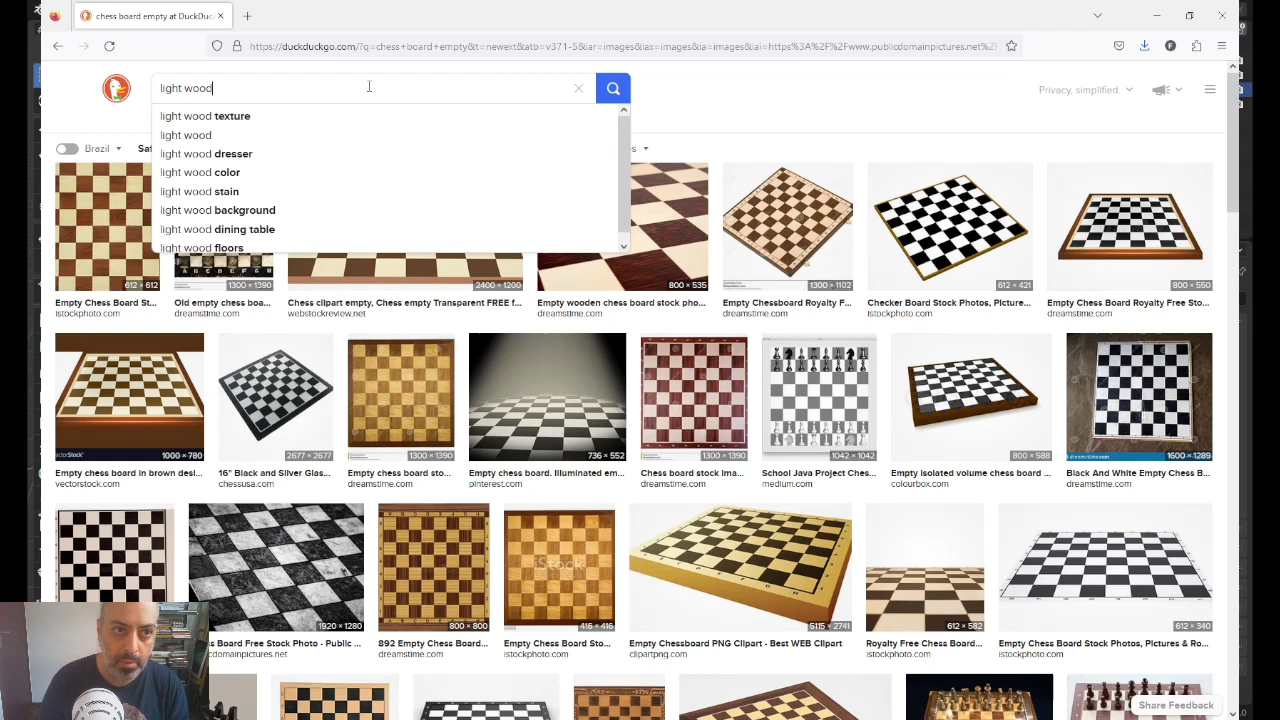 chess board empty at DuckDuc
https://duckduckgo.com/?q=chess+board+empty&t=newext&atb=v371-5&iar=images&iax=images&ia=images&iai=https%3A%2F%2Fwww.publicdomainpictures.net%2
light wood
Privacy, simplified.
light wood texture
light wood
light wood dresser
light wood color
light wood stain
light wood background
light wood dining table
light wood floors
Brazil
612 × 612
1300 × 1390
2400 × 1200
800 × 535
1300 × 1102
612 × 421
800 × 550
Empty Chess Board St...
Old empty chess boa...
Chess clipart empty, Chess empty Transparent FREE f...
Empty wooden chess board stock pho...
Empty Chessboard Royalty F...
Checker Board Stock Photos, Picture...
Empty Chess Board Royalty Free Sto...
istockphoto.com
dreamstime.com
webstockreview.net
dreamstime.com
dreamstime.com
istockphoto.com
dreamstime.com
VectorStock
1000 × 780
2677 × 2677
1300 × 1390
736 × 552
1300 × 1390
1042 × 1042
800 × 588
1600 × 1289
Empty chess board in brown desi...
16" Black and Silver Glas...
Empty chess board sto...
Empty chess board. Illuminated em...
Chess board stock ima...
School Java Project Ches...
Empty isolated volume chess board ...
Black And White Empty Chess B...
vectorstock.com
chessusa.com
dreamstime.com
pinterest.com
dreamstime.com
medium.com
colourbox.com
dreamstime.com
iStock
1920 × 1280
800 × 800
416 × 416
5115 × 2741
612 × 582
612 × 340
Board Free Stock Photo - Public ...
892 Empty Chess Board...
Empty Chess Board Sto...
Empty Chessboard PNG Clipart - Best WEB Clipart
Royalty Free Chess Board...
Empty Chess Board Stock Photos, Pictures & Ro...
cdomainpictures.net
dreamstime.com
istockphoto.com
clipartpng.com
istockphoto.com
istockphoto.com
Share Feedback